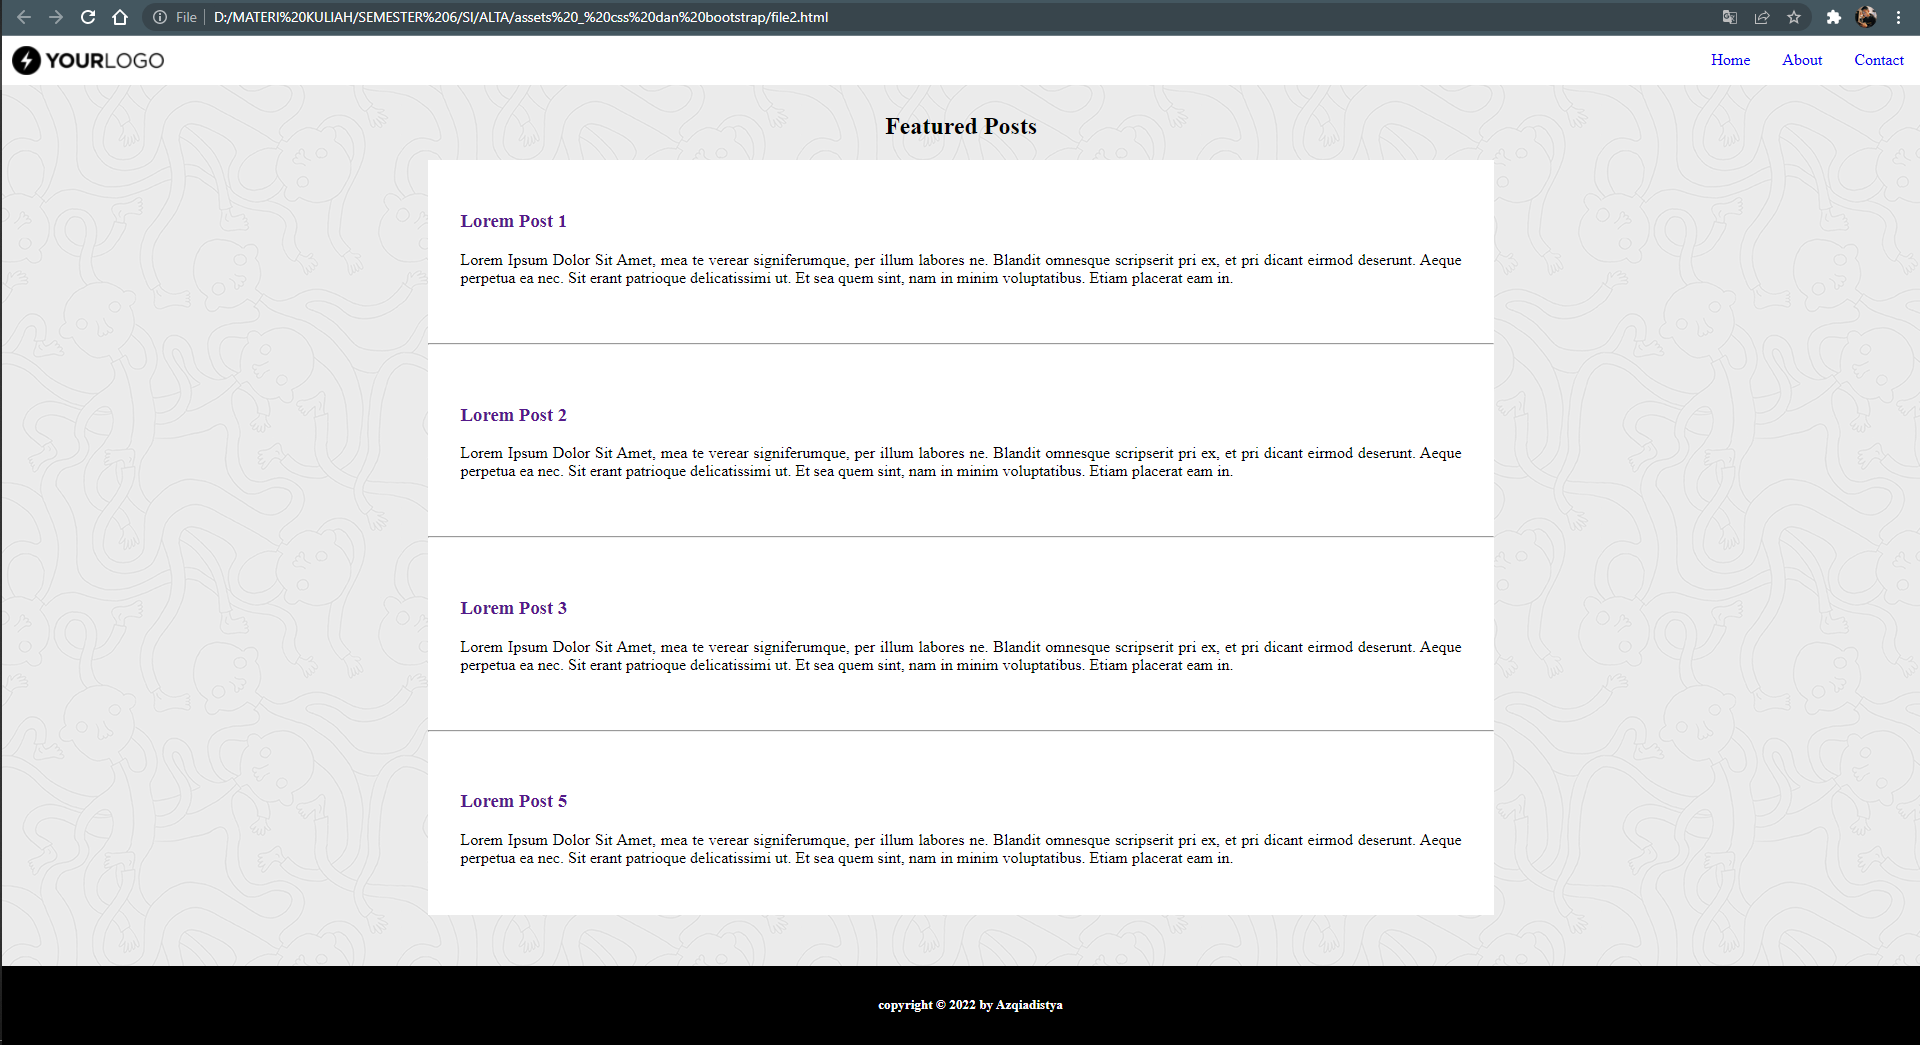 File D:/MATERI%20KULIAH/SEMESTER%206/SI/ALTA/assets%20_%20css%20dan%20bootstrap/file2.html
YOURLOGO
Home About Contact
Featured Posts
Lorem Post 1
Lorem Ipsum Dolor Sit Amet, mea te verear signiferumque, per illum labores ne. Blandit omnesque scripserit pri ex, et pri dicant eirmod deserunt. Aeque
perpetua ea nec. Sit erant patrioque delicatissimi ut. Et sea quem sint, nam in minim voluptatibus. Etiam placerat eam in.
Lorem Post 2
Lorem Ipsum Dolor Sit Amet, mea te verear signiferumque, per illum labores ne. Blandit omnesque scripserit pri ex, et pri dicant eirmod deserunt. Aeque
perpetua ea nec. Sit erant patrioque delicatissimi ut. Et sea quem sint, nam in minim voluptatibus. Etiam placerat eam in.
Lorem Post 3
Lorem Ipsum Dolor Sit Amet, mea te verear signiferumque, per illum labores ne. Blandit omnesque scripserit pri ex, et pri dicant eirmod deserunt. Aeque
perpetua ea nec. Sit erant patrioque delicatissimi ut. Et sea quem sint, nam in minim voluptatibus. Etiam placerat eam in.
Lorem Post 5
Lorem Ipsum Dolor Sit Amet, mea te verear signiferumque, per illum labores ne. Blandit omnesque scripserit pri ex, et pri dicant eirmod deserunt. Aeque
perpetua ea nec. Sit erant patrioque delicatissimi ut. Et sea quem sint, nam in minim voluptatibus. Etiam placerat eam in.
copyright © 2022 by Azqiadistya